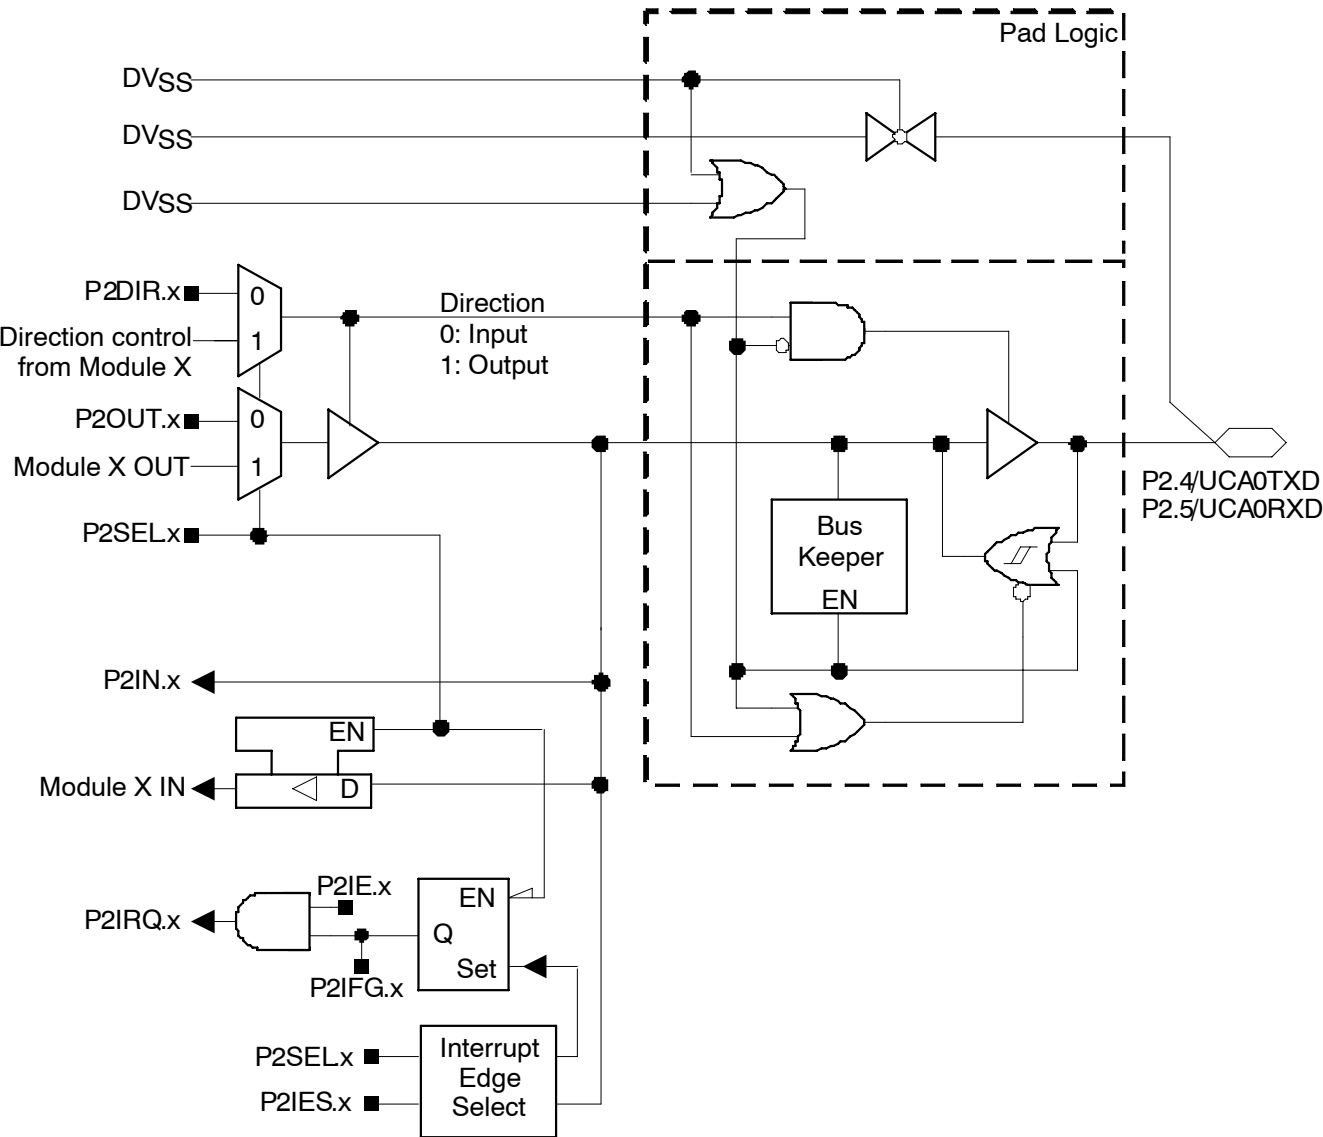 Pad Logic
DVSS
DVSS
DVSS
P2DIR.x
0
Direction control
from Module X
1
Direction
0: Input
1: Output
P2OUT.x
0
Module X OUT
1
P2SEL.x
P2.4/UCA0TXD
P2.5/UCA0RXD
Bus
Keeper
EN
P2IN.x
EN
Module X IN
D
P2IE.x
EN
P2IRQ.x
Q
Set
P2IFG.x
P2SEL.x
P2IES.x
Interrupt
Edge
Select